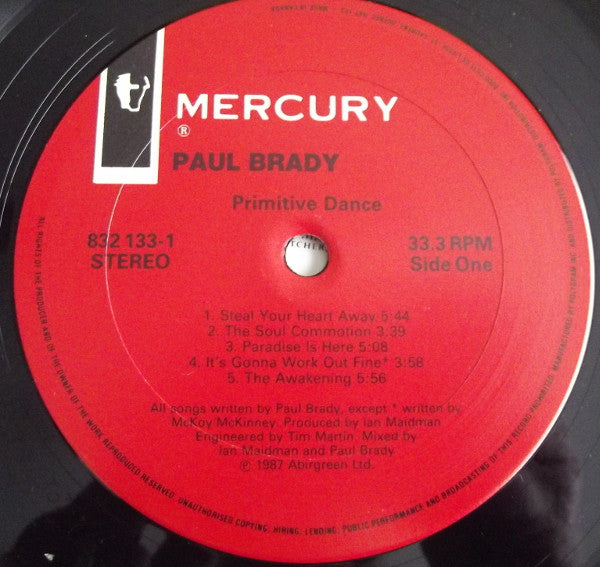 MERCURY
®
PAUL BRADY
Primitive Dance
832 133-1
STEREO
TCHER
33.3 RPM
Side One
1. Steal Your Heart Away 5:44
2. The Soul Commotion 3.39
3. Paradise Is Here 5:08
4. It's Gonna Work Out Fine* 3:58
5. The Awakening 5:56
All songs written by Paul Brady, except * written by
McKoy McKinney. Produced by Ian Maidman
Engineered by Tim Martin. Mixed by
Ian Maidman and Paul Brady
℗ 1987 Abirgreen Ltd.
ALL RIGHTS OF THE PRODUCER AND OF THE OWNER OF THE WORK REPRODUCED RESERVED. UNAUTHORISED COPYING, HIRING, LENDING, PUBLIC PERFORMANCE AND BROADCASTING OF THIS RECORD PROHIBITED. MANUFACTURED BY POLYGRAM